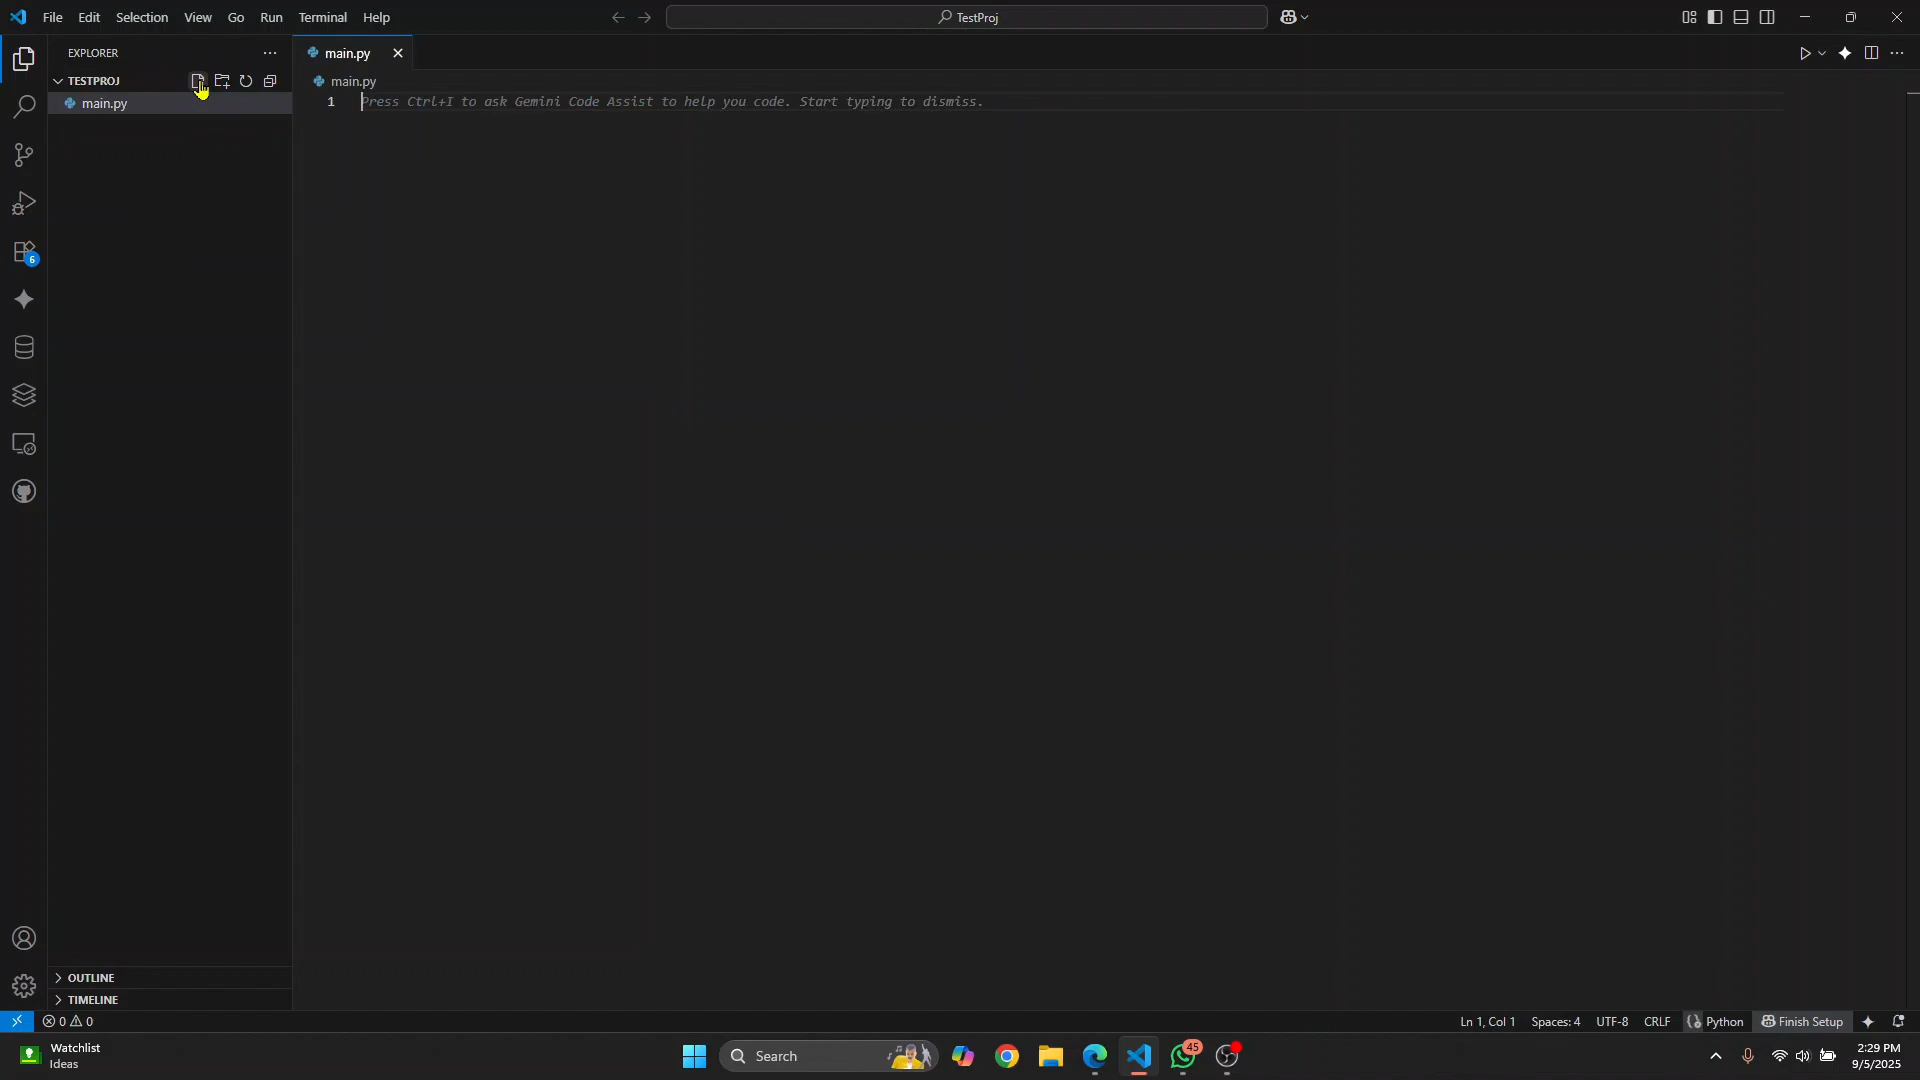 File Edit Selection View Go Run Terminal Help
TestProj
EXPLORER
main.py
TESTPROJ
main.py
main.py
1
Press Ctrl+I to ask Gemini Code Assist to help you code. Start typing to dismiss.
6
OUTLINE
TIMELINE
0 0
Ln 1, Col 1 Spaces: 4 UTF-8 CRLF Python Finish Setup
Watchlist
Ideas
Search
45
2:29 PM
9/5/2025